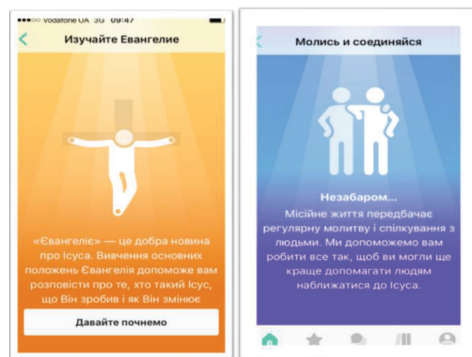 vodafone UA 3G 09:47
Изучайте Евангелие
«Євангеліє» — це добра новина
про Ісуса. Вивчення основних
положень Євангелія допоможе вам
розповісти про те, хто такий Ісус,
що Він зробив і як Він змінює
Давайте почнемо
Молись и соединяйся
Незабаром...
Місійне життя передбачає
регулярну молитву і спілкування з
людьми. Ми допоможемо вам
робити все так, щоб ви могли ще
краще допомагати людям
наближатися до Ісуса.